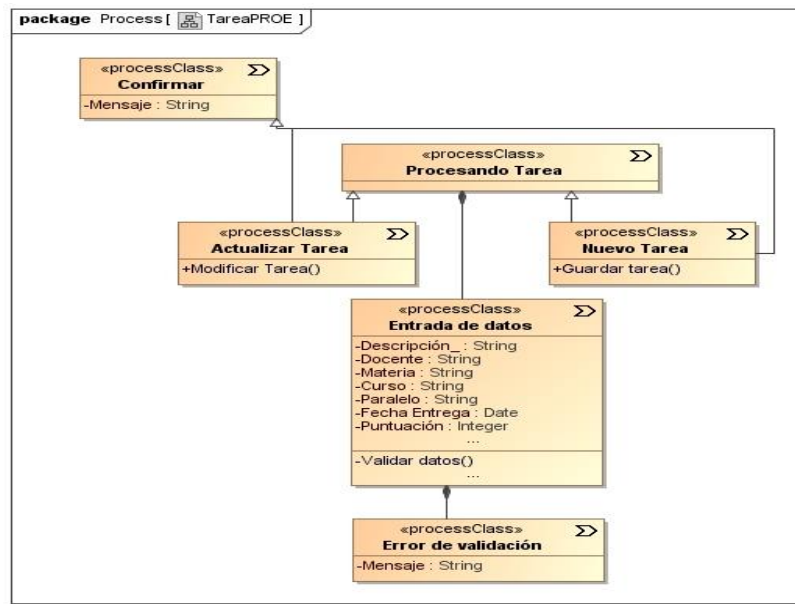 package Process [ TareaPROE ]
«processClass»
Confirmar
-Mensaje : String
«processClass»
Procesando Tarea
«processClass»
Actualizar Tarea
+Modificar Tarea()
«processClass»
Nuevo Tarea
+Guardar tarea()
«processClass»
Entrada de datos
-Descripción_ : String
-Docente : String
-Materia : String
-Curso : String
-Paralelo : String
-Fecha Entrega : Date
-Puntuación : Integer
...
-Validar datos()
...
«processClass»
Error de validación
-Mensaje : String